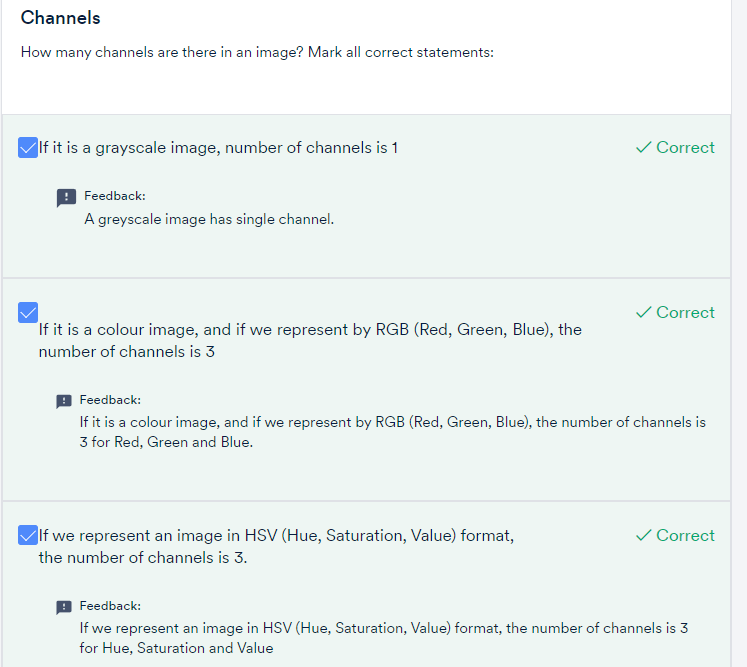 Channels
How many channels are there in an image? Mark all correct statements:
If it is a grayscale image, number of channels is 1
Correct
Feedback:
A greyscale image has single channel.
Correct
If it is a colour image, and if we represent by RGB (Red, Green, Blue), the
number of channels is 3
Feedback:
If it is a colour image, and if we represent by RGB (Red, Green, Blue), the number of channels is
3 for Red, Green and Blue.
If we represent an image in HSV (Hue, Saturation, Value) format,
Correct
the number of channels is 3.
Feedback:
If we represent an image in HSV (Hue, Saturation, Value) format, the number of channels is 3
for Hue, Saturation and Value